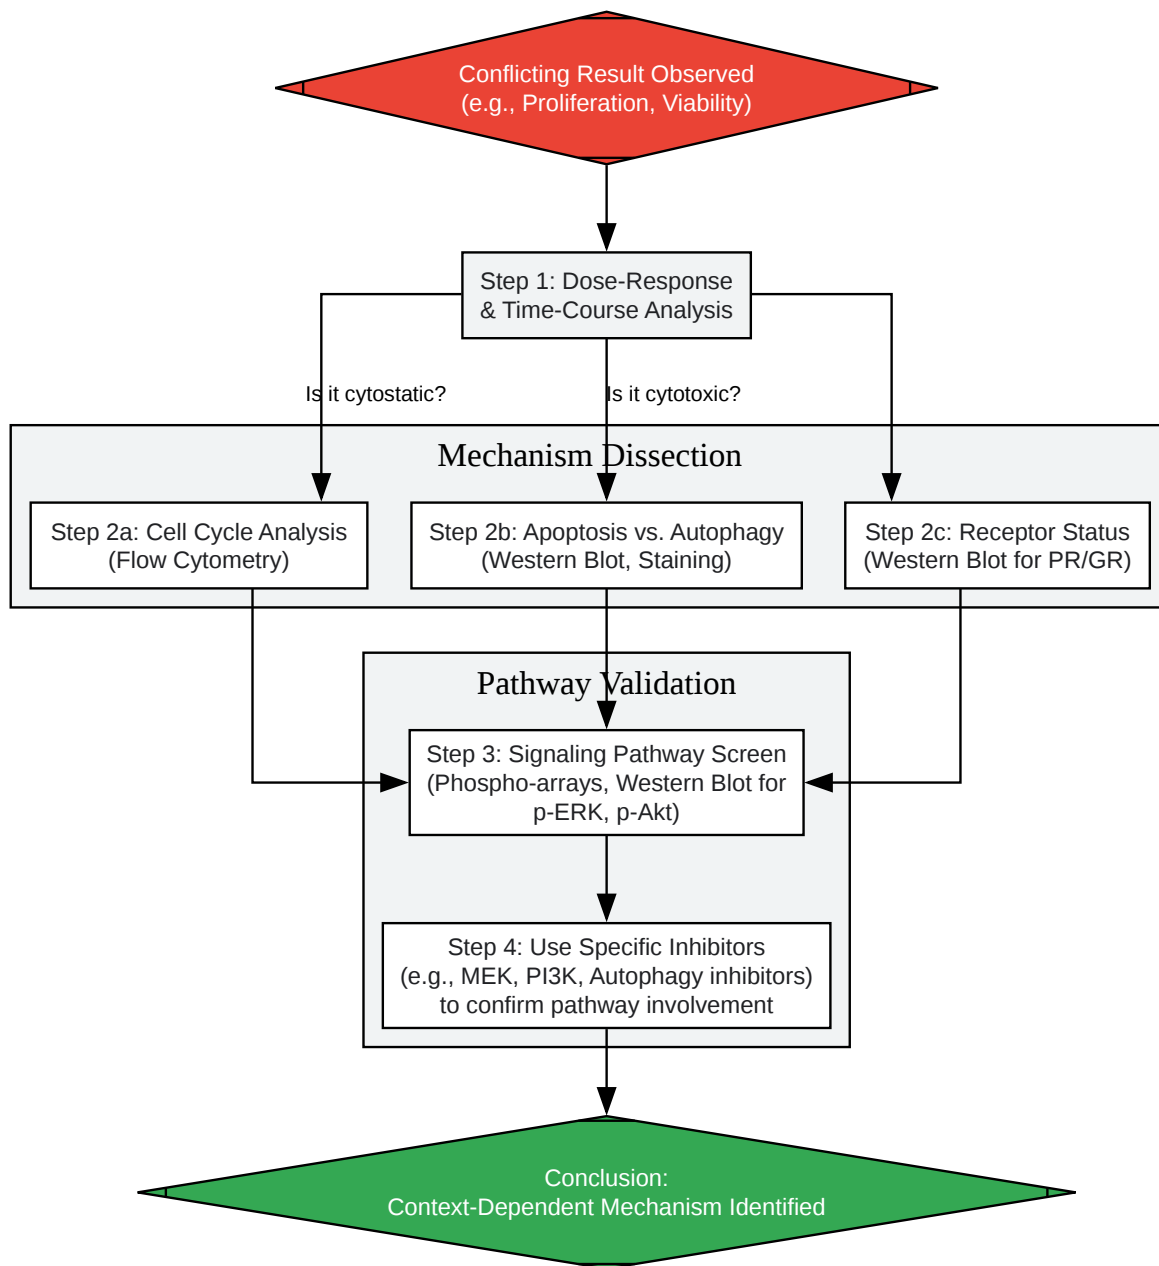 Conflicting Result Observed
(e.g., Proliferation, Viability)
Step 1: Dose-Response
& Time-Course Analysis
Is it cytostatic?
Is it cytotoxic?
Mechanism Dissection
Step 2a: Cell Cycle Analysis
(Flow Cytometry)
Step 2b: Apoptosis vs. Autophagy
(Western Blot, Staining)
Step 2c: Receptor Status
(Western Blot for PR/GR)
Pathway Validation
Step 3: Signaling Pathway Screen
(Phospho-arrays, Western Blot for
p-ERK, p-Akt)
Step 4: Use Specific Inhibitors
(e.g., MEK, PI3K, Autophagy inhibitors)
to confirm pathway involvement
Conclusion:
Context-Dependent Mechanism Identified